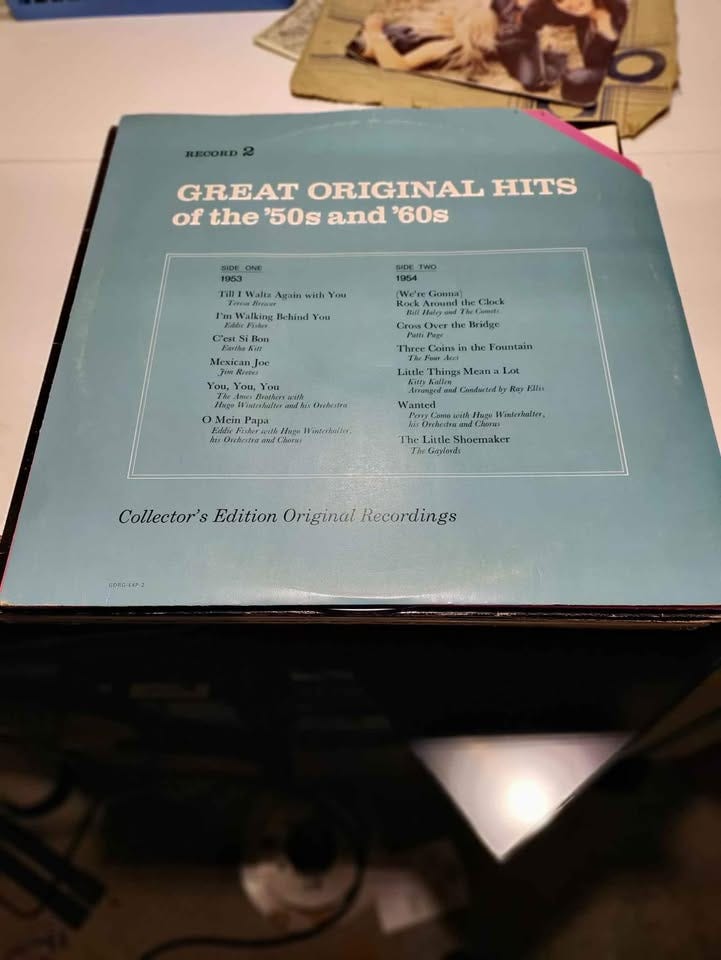 RECORD 2
GREAT ORIGINAL HITS
of the '50s and '60s
SIDE ONE
1953
Till I Waltz Again with You
Teresa Brewer
I'm Walking Behind You
Eddie Fisher
C'est Si Bon
Eartha Kitt
Mexican Joe
Jim Reeves
You, You, You
The Ames Brothers with
Hugo Winterhalter and his Orchestra
O Mein Papa
Eddie Fisher with Hugo Winterhalter,
his Orchestra and Chorus
SIDE TWO
1954
(We're Gonna)
Rock Around the Clock
Bill Haley and The Comets
Cross Over the Bridge
Patti Page
Three Coins in the Fountain
The Four Aces
Little Things Mean a Lot
Kitty Kallen
Arranged and Conducted by Ray Ellis
Wanted
Perry Como with Hugo Winterhalter,
his Orchestra and Chorus
The Little Shoemaker
The Gaylords
Collector's Edition Original Recordings